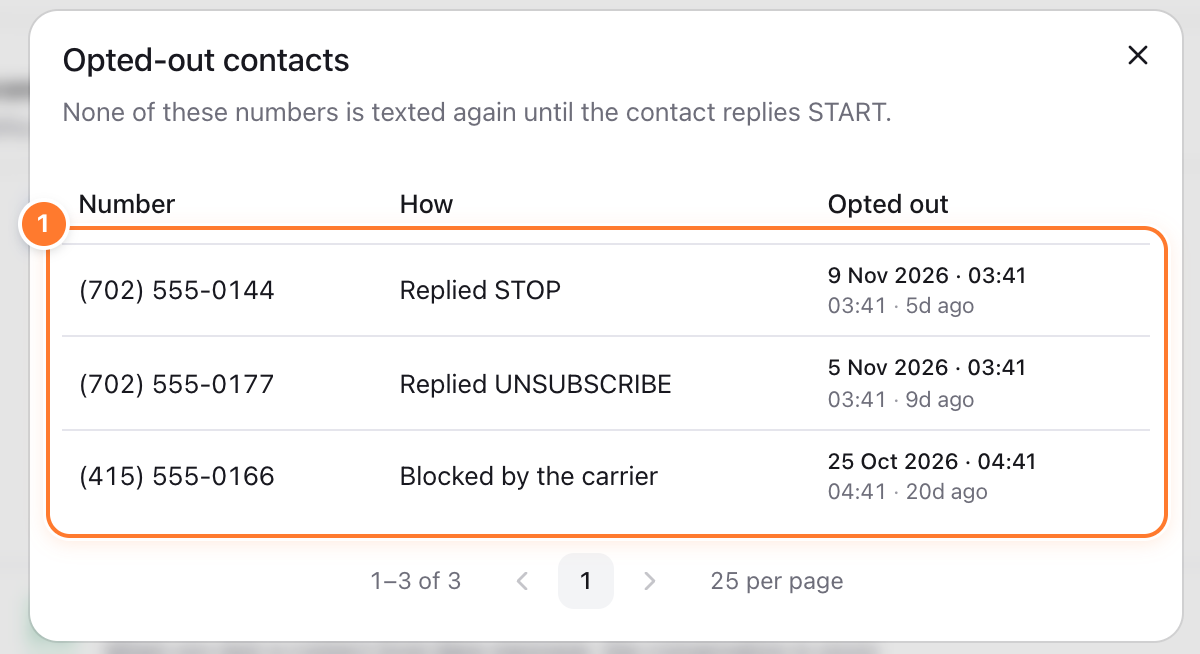 Opted-out contacts
None of these numbers is texted again until the contact replies START.
Number How Opted out
1
(702) 555-0144 Replied STOP 9 Nov 2026 · 03:41
03:41 · 5d ago
(702) 555-0177 Replied UNSUBSCRIBE 5 Nov 2026 · 03:41
03:41 · 9d ago
(415) 555-0166 Blocked by the carrier 25 Oct 2026 · 04:41
04:41 · 20d ago
1–3 of 3 1 25 per page